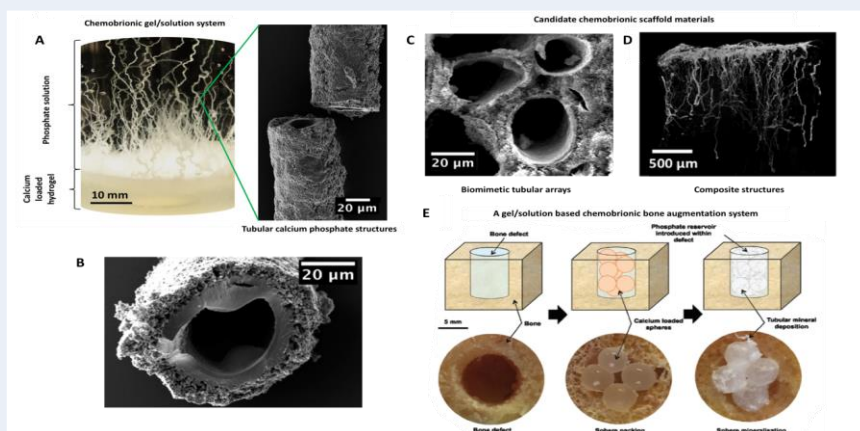 Chemobrionic gel/solution system
A
Phosphate solution
Calcium
loaded
hydrogel
10 mm
20 µm
Tubular calcium phosphate structures
B
20 µm
Candidate chemobrionic scaffold materials
C
20 µm
Biomimetic tubular arrays
D
500 µm
Composite structures
E
A gel/solution based chemobrionic bone augmentation system
Bone defect
Phosphate reservoir
introduced within
defect
5 mm
Bone
Calcium loaded
spheres
Tubular mineral
deposition
Bone defect
Sphere packing
Sphere mineralisation